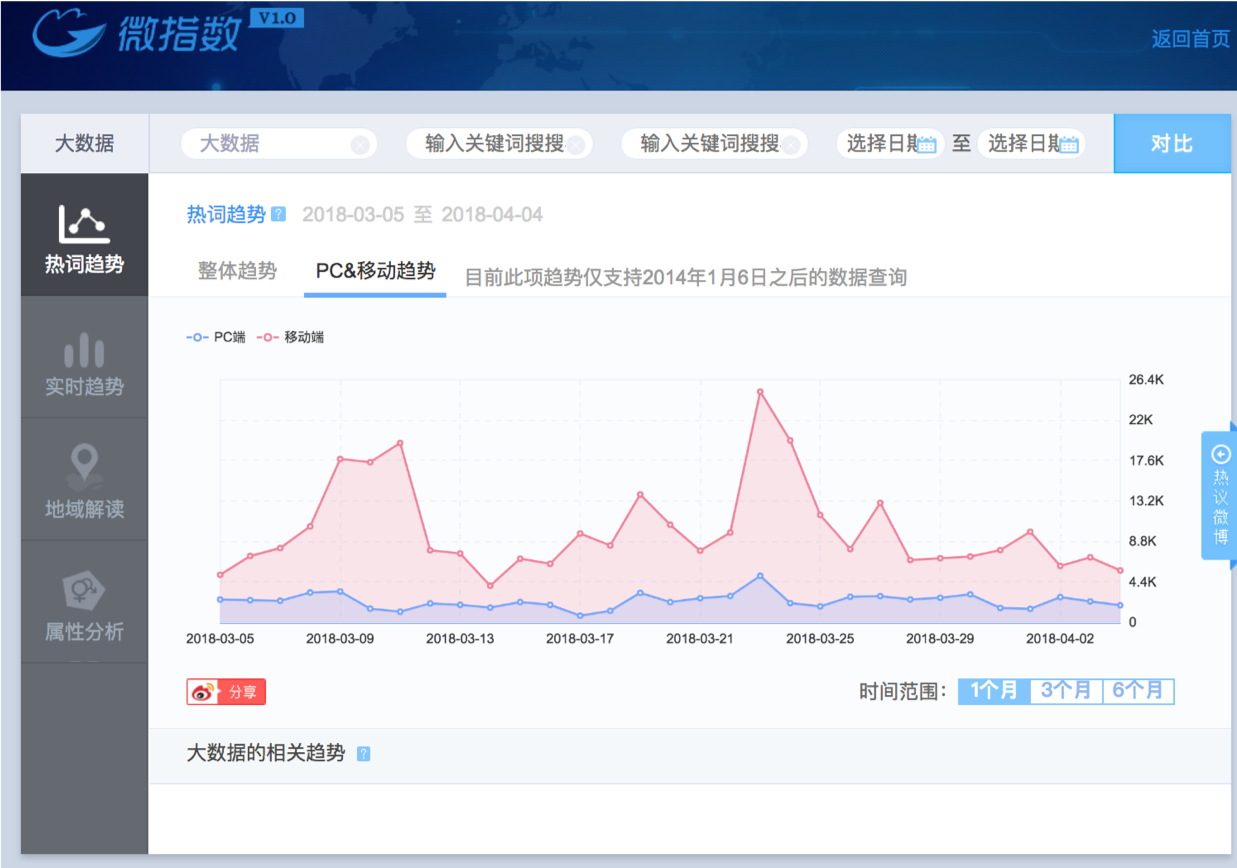 微指数 V1.0
返回首页
大数据 大数据 输入关键词搜搜 输入关键词搜搜 选择日期 至 选择日期 对比
热词趋势 ? 2018-03-05 至 2018-04-04
热词趋势
整体趋势 PC&移动趋势 目前此项趋势仅支持2014年1月6日之后的数据查询
PC端 移动端
实时趋势
地域解读
属性分析
26.4K
22K
17.6K
13.2K
8.8K
4.4K
0
热议微博
2018-03-05 2018-03-09 2018-03-13 2018-03-17 2018-03-21 2018-03-25 2018-03-29 2018-04-02
分享 时间范围: 1个月 3个月 6个月
大数据的相关趋势 ?